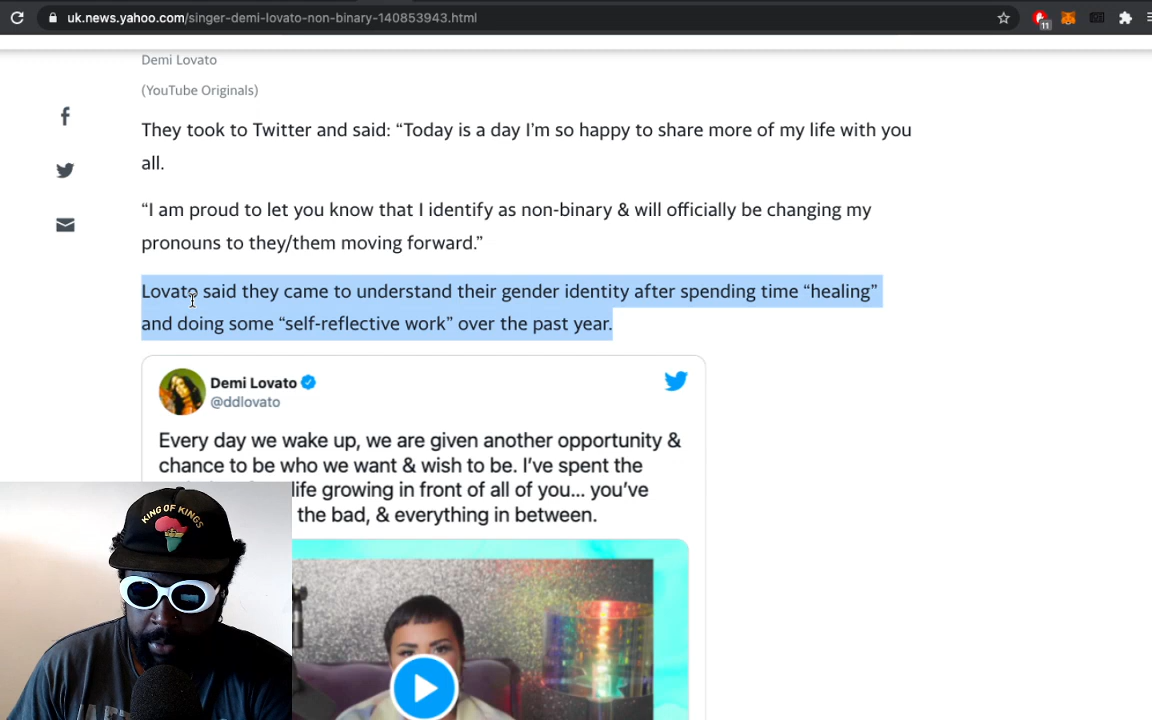 uk.news.yahoo.com/singer-demi-lovato-non-binary-140853943.html
11
Demi Lovato
(YouTube Originals)
They took to Twitter and said: “Today is a day I’m so happy to share more of my life with you
all.
“I am proud to let you know that I identify as non-binary & will officially be changing my
pronouns to they/them moving forward.”
Lovato said they came to understand their gender identity after spending time “healing”
and doing some “self-reflective work” over the past year.
Demi Lovato
@ddlovato
Every day we wake up, we are given another opportunity &
chance to be who we want & wish to be. I’ve spent the
life growing in front of all of you... you’ve
the bad, & everything in between.
KING OF KINGS